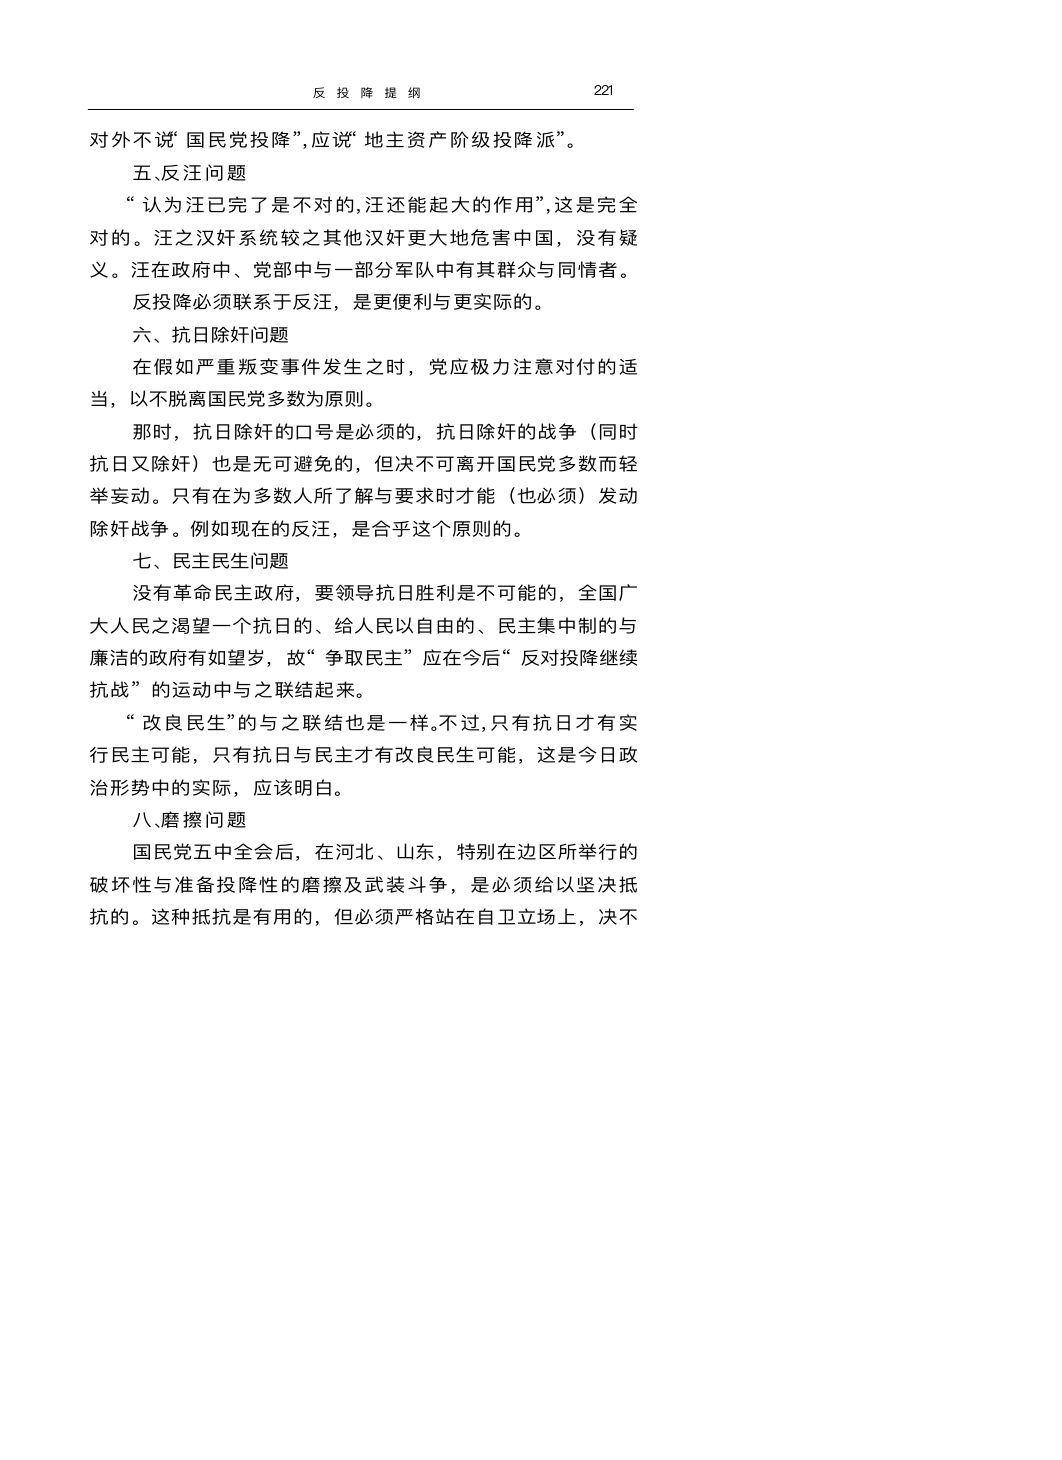 反投降提纲 221
对外不说“国民党投降”,应说“地主资产阶级投降派”。
五、反汪问题
“认为汪已完了是不对的,汪还能起大的作用”,这是完全
对的。汪之汉奸系统较之其他汉奸更大地危害中国，没有疑
义。汪在政府中、党部中与一部分军队中有其群众与同情者。
反投降必须联系于反汪，是更便利与更实际的。
六、抗日除奸问题
在假如严重叛变事件发生之时，党应极力注意对付的适
当，以不脱离国民党多数为原则。
那时，抗日除奸的口号是必须的，抗日除奸的战争（同时
抗日又除奸）也是无可避免的，但决不可离开国民党多数而轻
举妄动。只有在为多数人所了解与要求时才能（也必须）发动
除奸战争。例如现在的反汪，是合乎这个原则的。
七、民主民生问题
没有革命民主政府，要领导抗日胜利是不可能的，全国广
大人民之渴望一个抗日的、给人民以自由的、民主集中制的与
廉洁的政府有如望岁，故“争取民主”应在今后“反对投降继续
抗战”的运动中与之联结起来。
“改良民生”的与之联结也是一样。不过,只有抗日才有实
行民主可能，只有抗日与民主才有改良民生可能，这是今日政
治形势中的实际，应该明白。
八、磨擦问题
国民党五中全会后，在河北、山东，特别在边区所举行的
破坏性与准备投降性的磨擦及武装斗争，是必须给以坚决抵
抗的。这种抵抗是有用的，但必须严格站在自卫立场上，决不